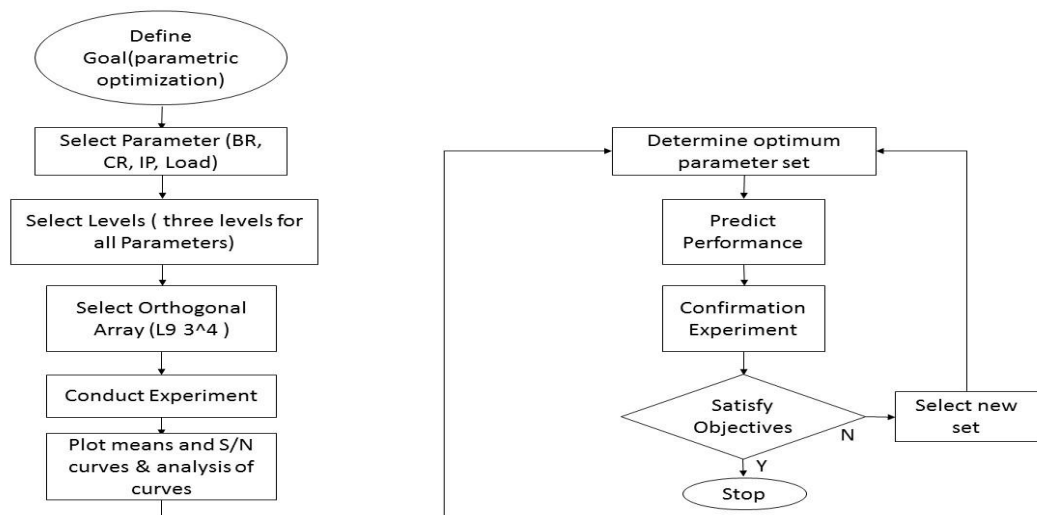 Define
Goal(parametric
optimization)
Select Parameter (BR,
CR, IP, Load)
Select Levels ( three levels for
all Parameters)
Select Orthogonal
Array (L9 3^4 )
Conduct Experiment
Plot means and S/N
curves & analysis of
curves
Determine optimum
parameter set
Predict
Performance
Confirmation
Experiment
Satisfy
Objectives
N
Select new
set
Y
Stop